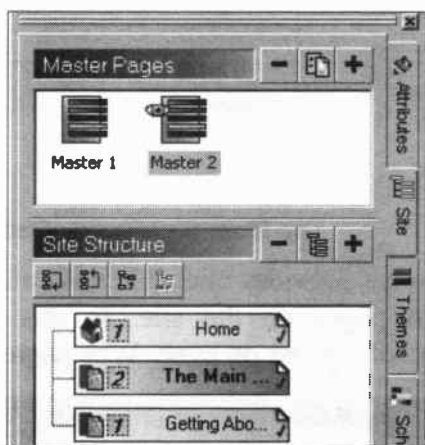 Master Pages
Master 1
Master 2
Site Structure
1 Home
2 The Main ...
1 Getting Abo...
Attributes
Site
Themes
Sch